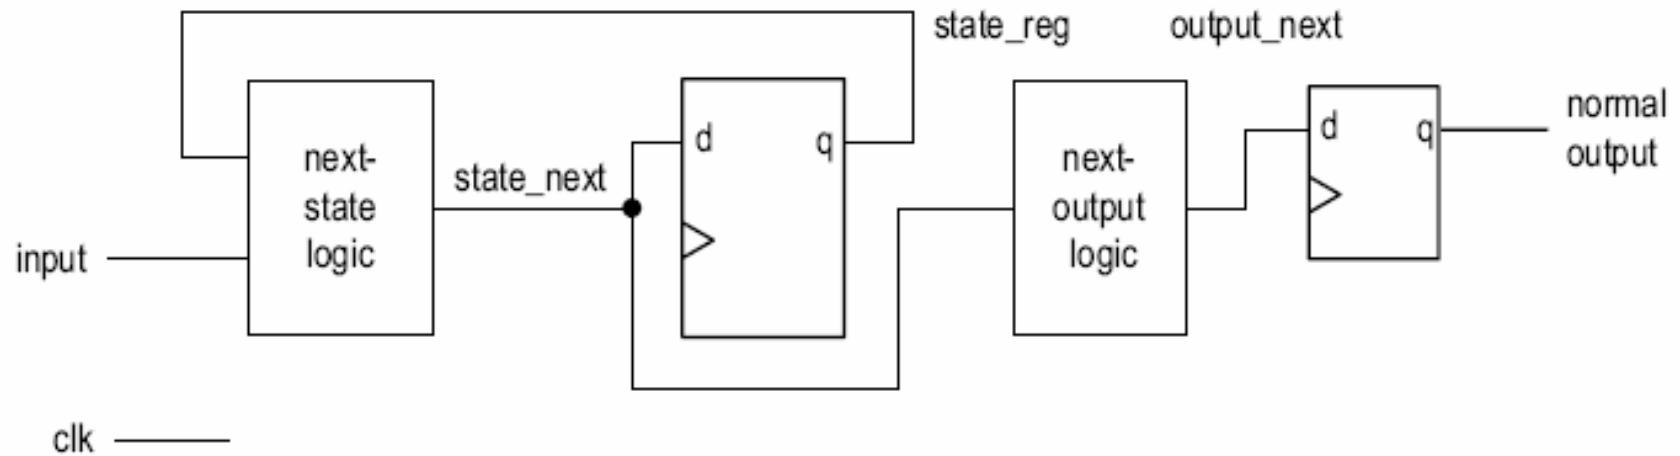 state_reg
output_next
next-
state
logic
input
state_next
d
q
next-
output
logic
d
q
normal
output
clk